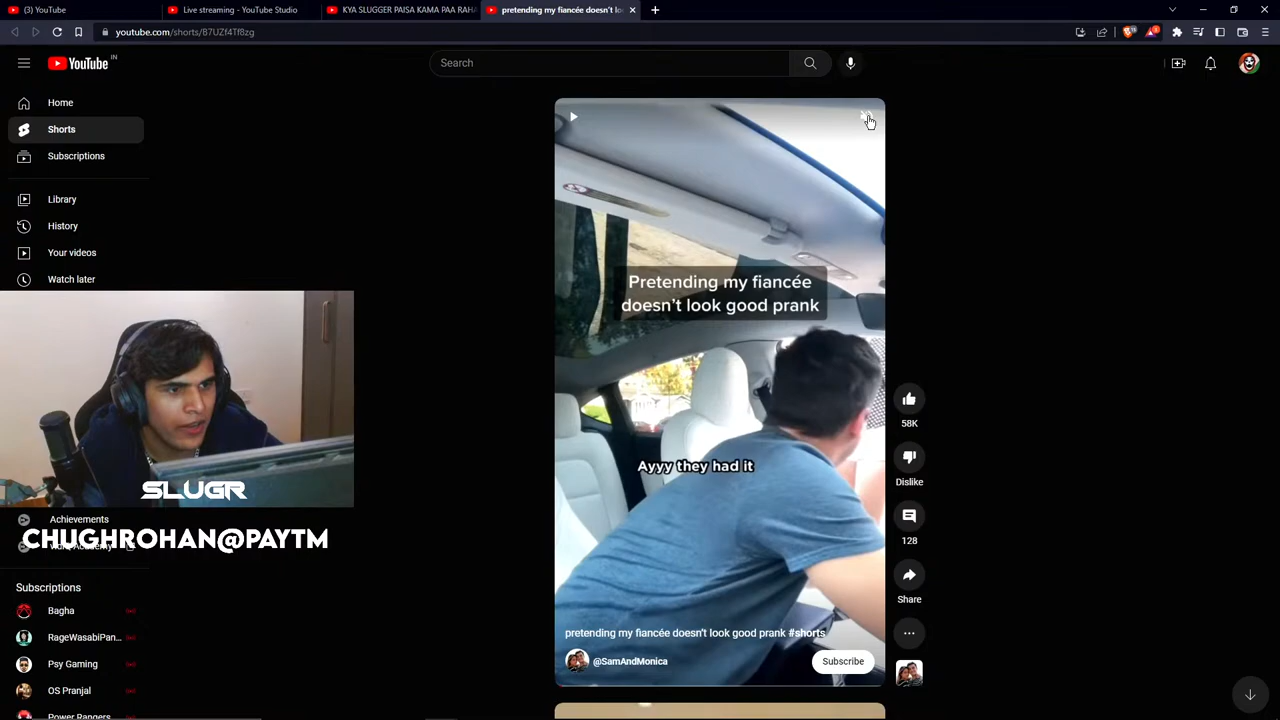 (3) YouTube
Live streaming - YouTube Studio
KYA SLUGGER PAISA KAMA PAA RAHA
pretending my fiancée doesn't lo
youtube.com/shorts/B7UZf4Tf8zg
YouTube IN
Search
Home
Shorts
Subscriptions
Library
History
Your videos
Watch later
SLUGR
Achievements
CHUGHROHAN@PAYTM
Subscriptions
Bagha
RageWasabiPan...
Psy Gaming
OS Pranjal
Power Rangers
Pretending my fiancée
doesn't look good prank
Ayyy they had it
pretending my fiancée doesn't look good prank #shorts
@SamAndMonica
Subscribe
58K
Dislike
128
Share